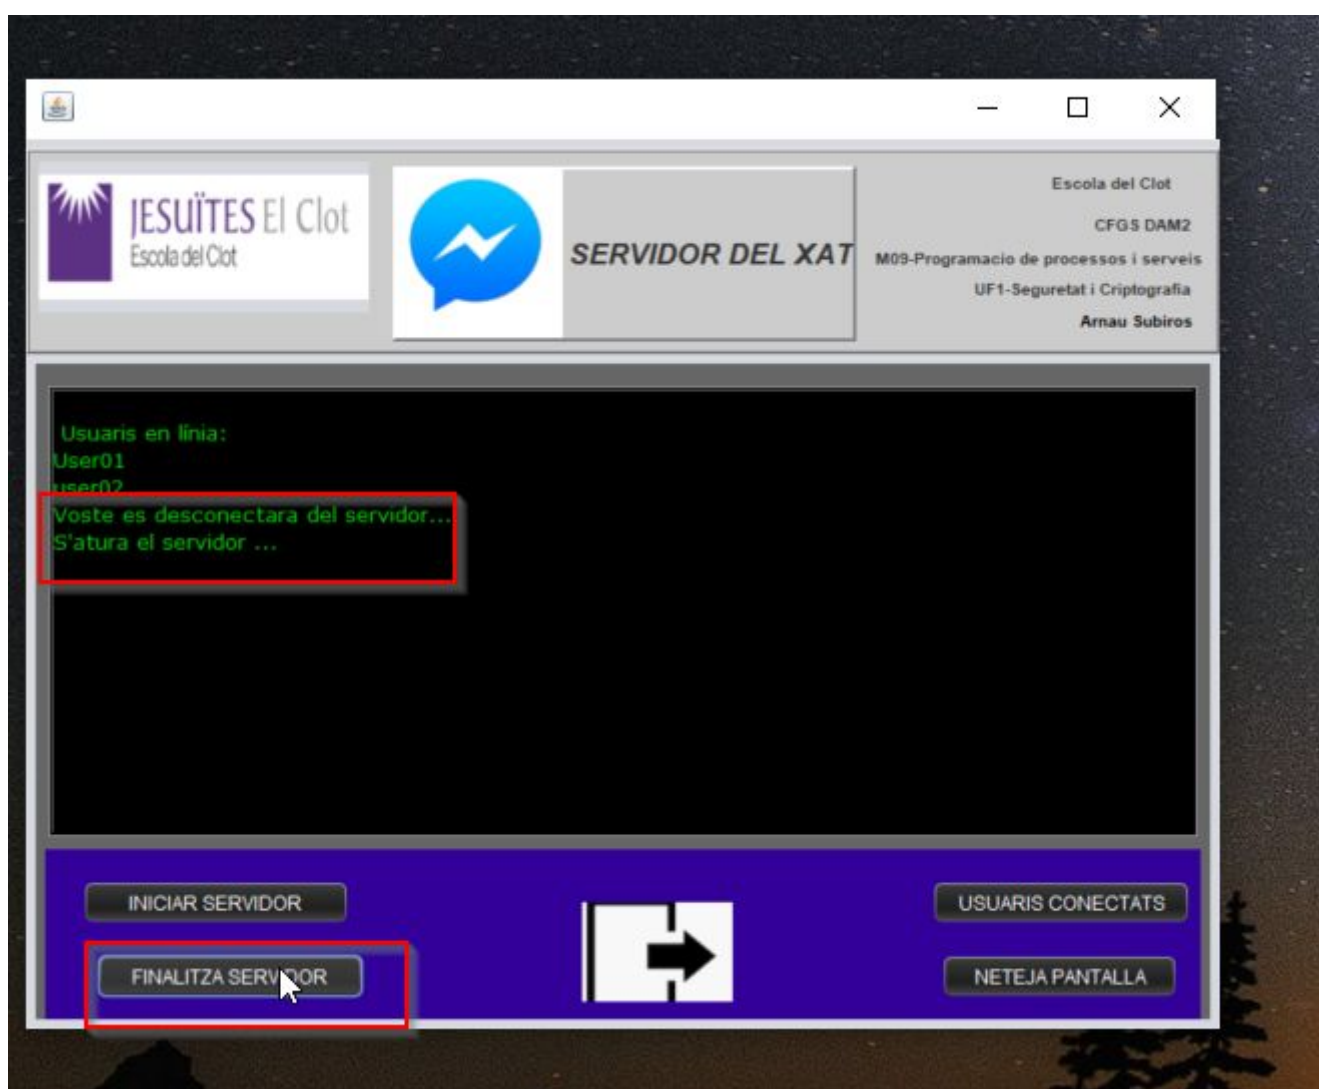 JESUÏTES El Clot
Escola del Clot
SERVIDOR DEL XAT
Escola del Clot
CFGS DAM2
M09-Programacio de processos i serveis
UF1-Seguretat i Criptografia
Arnau Subiros
Usuaris en línia:
User01
user02
Voste es desconectara del servidor...
S'atura el servidor ...
INICIAR SERVIDOR
USUARIS CONECTATS
FINALITZA SERVIDOR
NETEJA PANTALLA